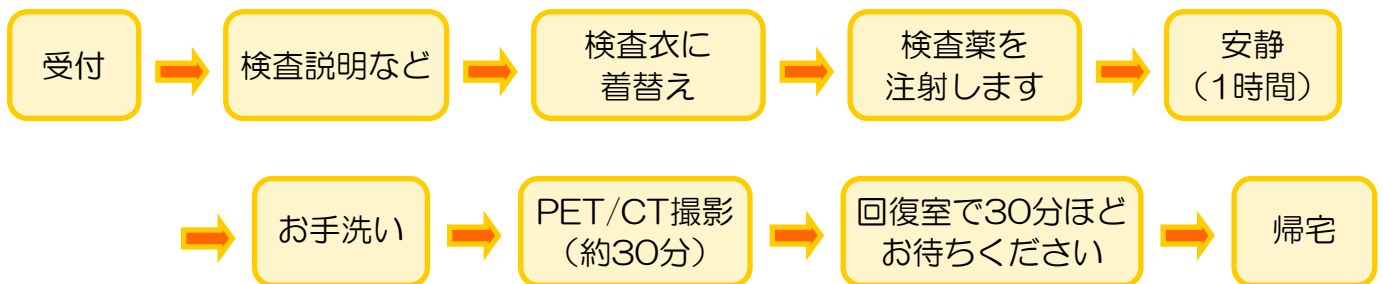 受付
検査説明など
検査衣に
着替え
検査薬を
注射します
安静
（1時間）
お手洗い
PET/CT撮影
（約30分）
回復室で30分ほど
お待ちください
帰宅